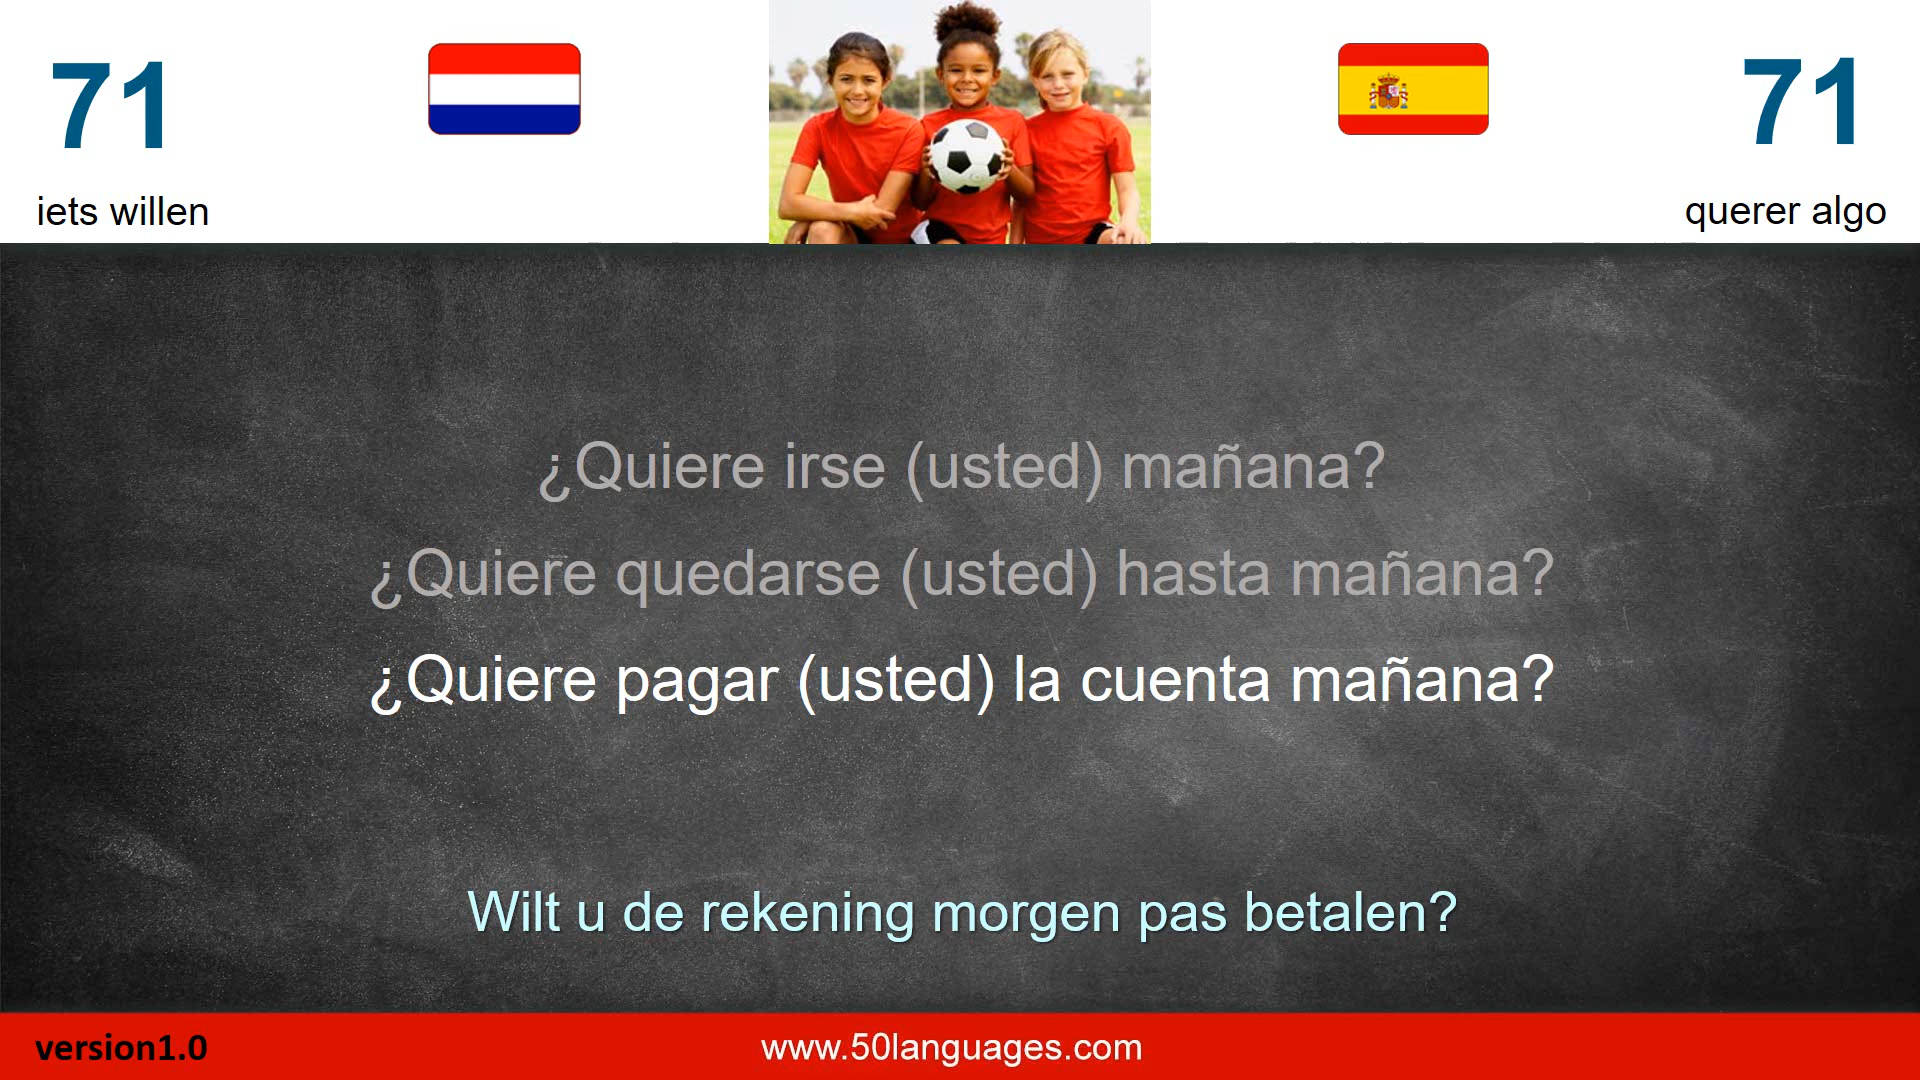 71
71
iets willen
querer algo
¿Quiere irse (usted) mañana?
¿Quiere quedarse (usted) hasta mañana?
¿Quiere pagar (usted) la cuenta mañana?
Wilt u de rekening morgen pas betalen?
version1.0
www.50languages.com